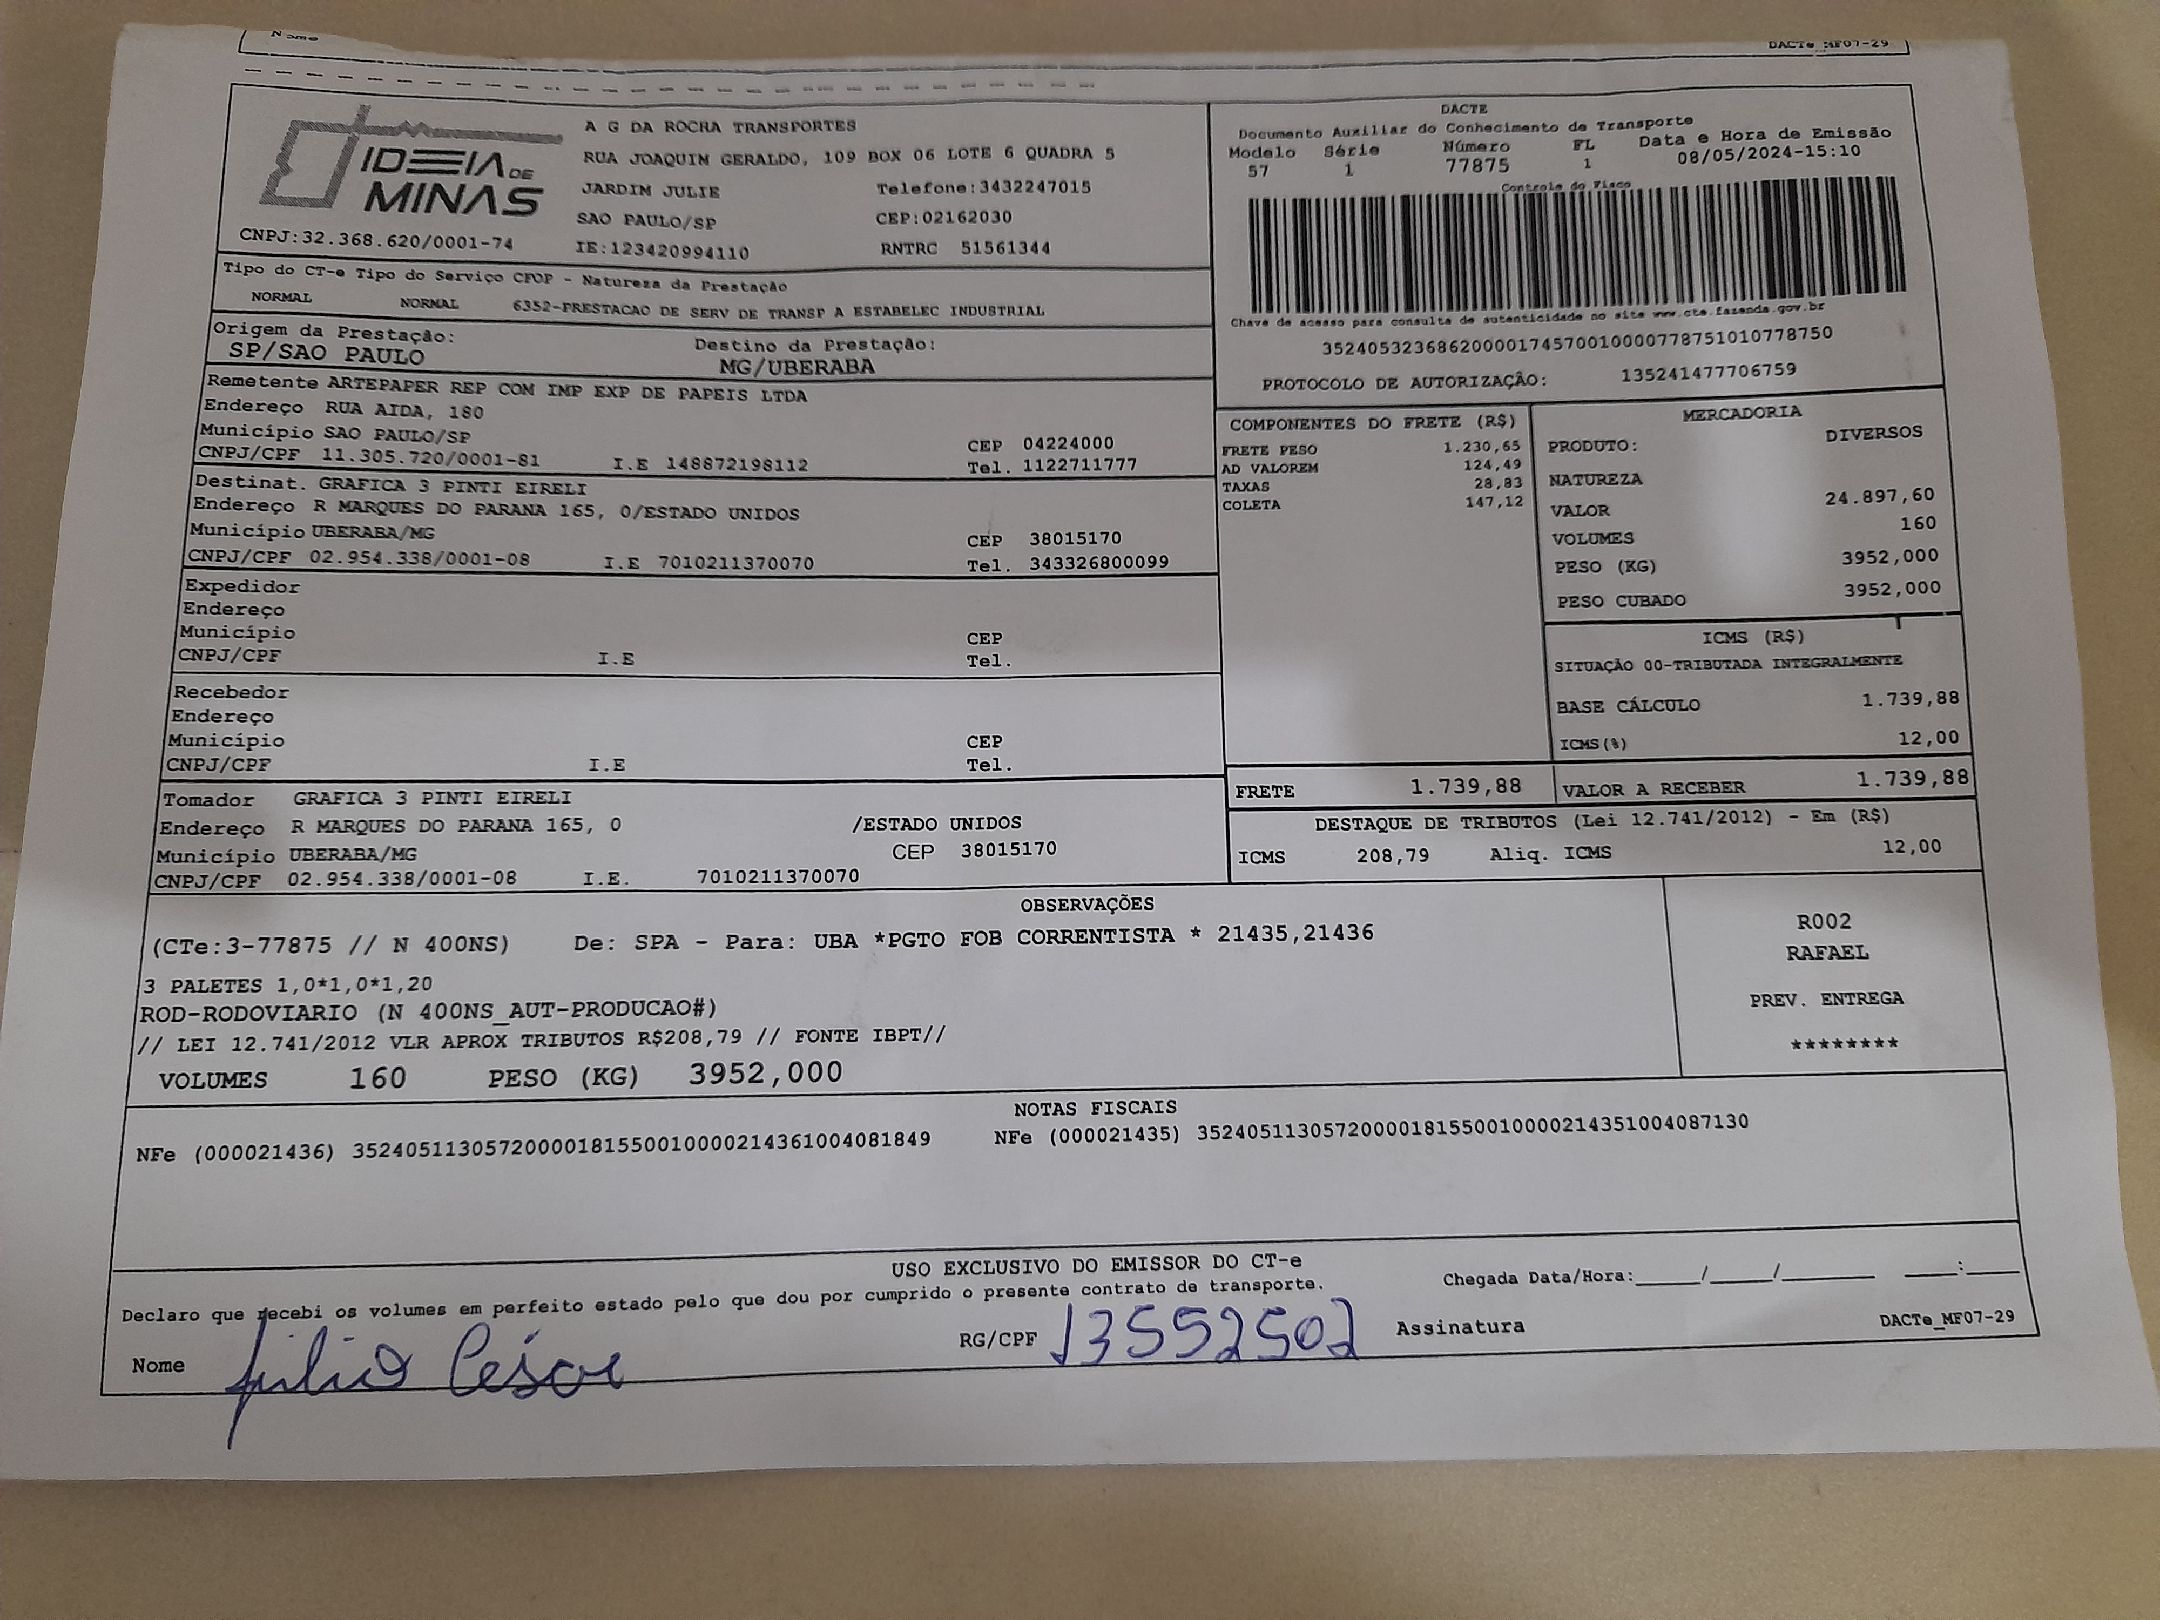 DACTe_MF07-29
IDEIA DE MINAS
CNPJ:32.368.620/0001-74
A G DA ROCHA TRANSPORTES
RUA JOAQUIN GERALDO, 109 BOX 06 LOTE 6 QUADRA 5
JARDIN JULIE Telefone:3432247015
SAO PAULO/SP CEP:02162030
IE:123420994110 RNTRC 51561344
DACTE
Documento Auxiliar do Conhecimento de Transporte
Modelo Série Número FL Data e Hora de Emissão
57 1 77875 1 08/05/2024-15:10
Controle do Fisco
Chave de acesso para consulta de autenticidade no site www.cte.fazenda.gov.br
35240532368620000174570010000778751010778750
PROTOCOLO DE AUTORIZAÇÃO: 135241477706759
Tipo do CT-e Tipo do Serviço CFOP - Natureza da Prestação
NORMAL NORMAL 6352-PRESTACAO DE SERV DE TRANSP A ESTABELEC INDUSTRIAL
Origem da Prestação: Destino da Prestação:
SP/SAO PAULO MG/UBERABA
Remetente ARTEPAPER REP COM IMP EXP DE PAPEIS LTDA
Endereço RUA AIDA, 180
Município SAO PAULO/SP CEP 04224000
CNPJ/CPF 11.305.720/0001-81 I.E 148872198112 Tel. 1122711777
Destinat. GRAFICA 3 PINTI EIRELI
Endereço R MARQUES DO PARANA 165, 0/ESTADO UNIDOS
Município UBERABA/MG CEP 38015170
CNPJ/CPF 02.954.338/0001-08 I.E 7010211370070 Tel. 343326800099
Expedidor
Endereço
Município CEP
CNPJ/CPF I.E Tel.
Recebedor
Endereço
Município CEP
CNPJ/CPF I.E Tel.
Tomador GRAFICA 3 PINTI EIRELI
Endereço R MARQUES DO PARANA 165, 0 /ESTADO UNIDOS
Município UBERABA/MG CEP 38015170
CNPJ/CPF 02.954.338/0001-08 I.E. 7010211370070
COMPONENTES DO FRETE (R$)
FRETE PESO 1.230,65
AD VALOREM 124,49
TAXAS 28,83
COLETA 147,12
MERCADORIA
PRODUTO: DIVERSOS
NATUREZA
VALOR 24.897,60
VOLUMES 160
PESO (KG) 3952,000
PESO CUBADO 3952,000
ICMS (R$)
SITUAÇÃO 00-TRIBUTADA INTEGRALMENTE
BASE CÁLCULO 1.739,88
ICMS(%) 12,00
FRETE 1.739,88 VALOR A RECEBER 1.739,88
DESTAQUE DE TRIBUTOS (Lei 12.741/2012) - Em (R$)
ICMS 208,79 Aliq. ICMS 12,00
OBSERVAÇÕES
(CTe:3-77875 // N 400NS) De: SPA - Para: UBA *PGTO FOB CORRENTISTA * 21435,21436
3 PALETES 1,0*1,0*1,20
ROD-RODOVIARIO (N 400NS_AUT-PRODUCAO#)
// LEI 12.741/2012 VLR APROX TRIBUTOS R$208,79 // FONTE IBPT//
VOLUMES 160 PESO (KG) 3952,000
R002
RAFAEL
PREV. ENTREGA
********
NOTAS FISCAIS
NFe (000021436) 35240511305720000181550010000214361004081849 NFe (000021435) 35240511305720000181550010000214351004087130
USO EXCLUSIVO DO EMISSOR DO CT-e
Declaro que recebi os volumes em perfeito estado pelo que dou por cumprido o presente contrato de transporte. Chegada Data/Hora:_____/_____/_______ ____:____
Nome Júlio César RG/CPF 13552502 Assinatura DACTe_MF07-29